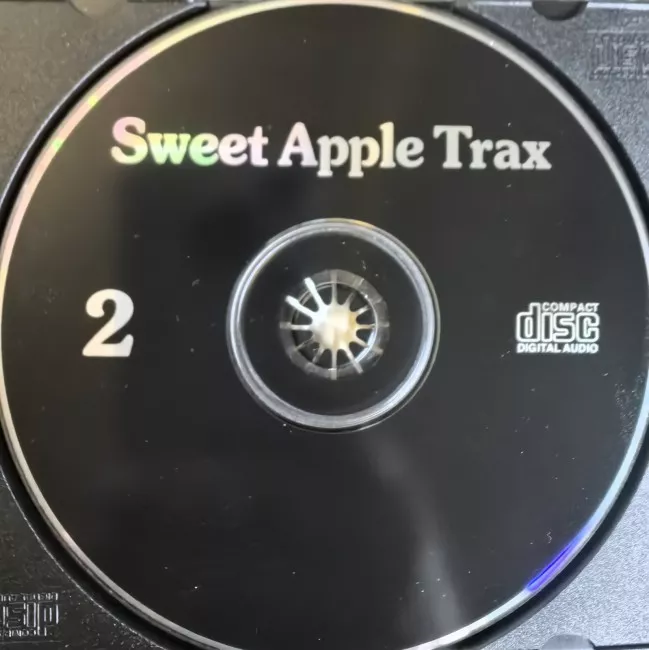 Sweet Apple Trax
2
COMPACT
disc
DIGITAL AUDIO